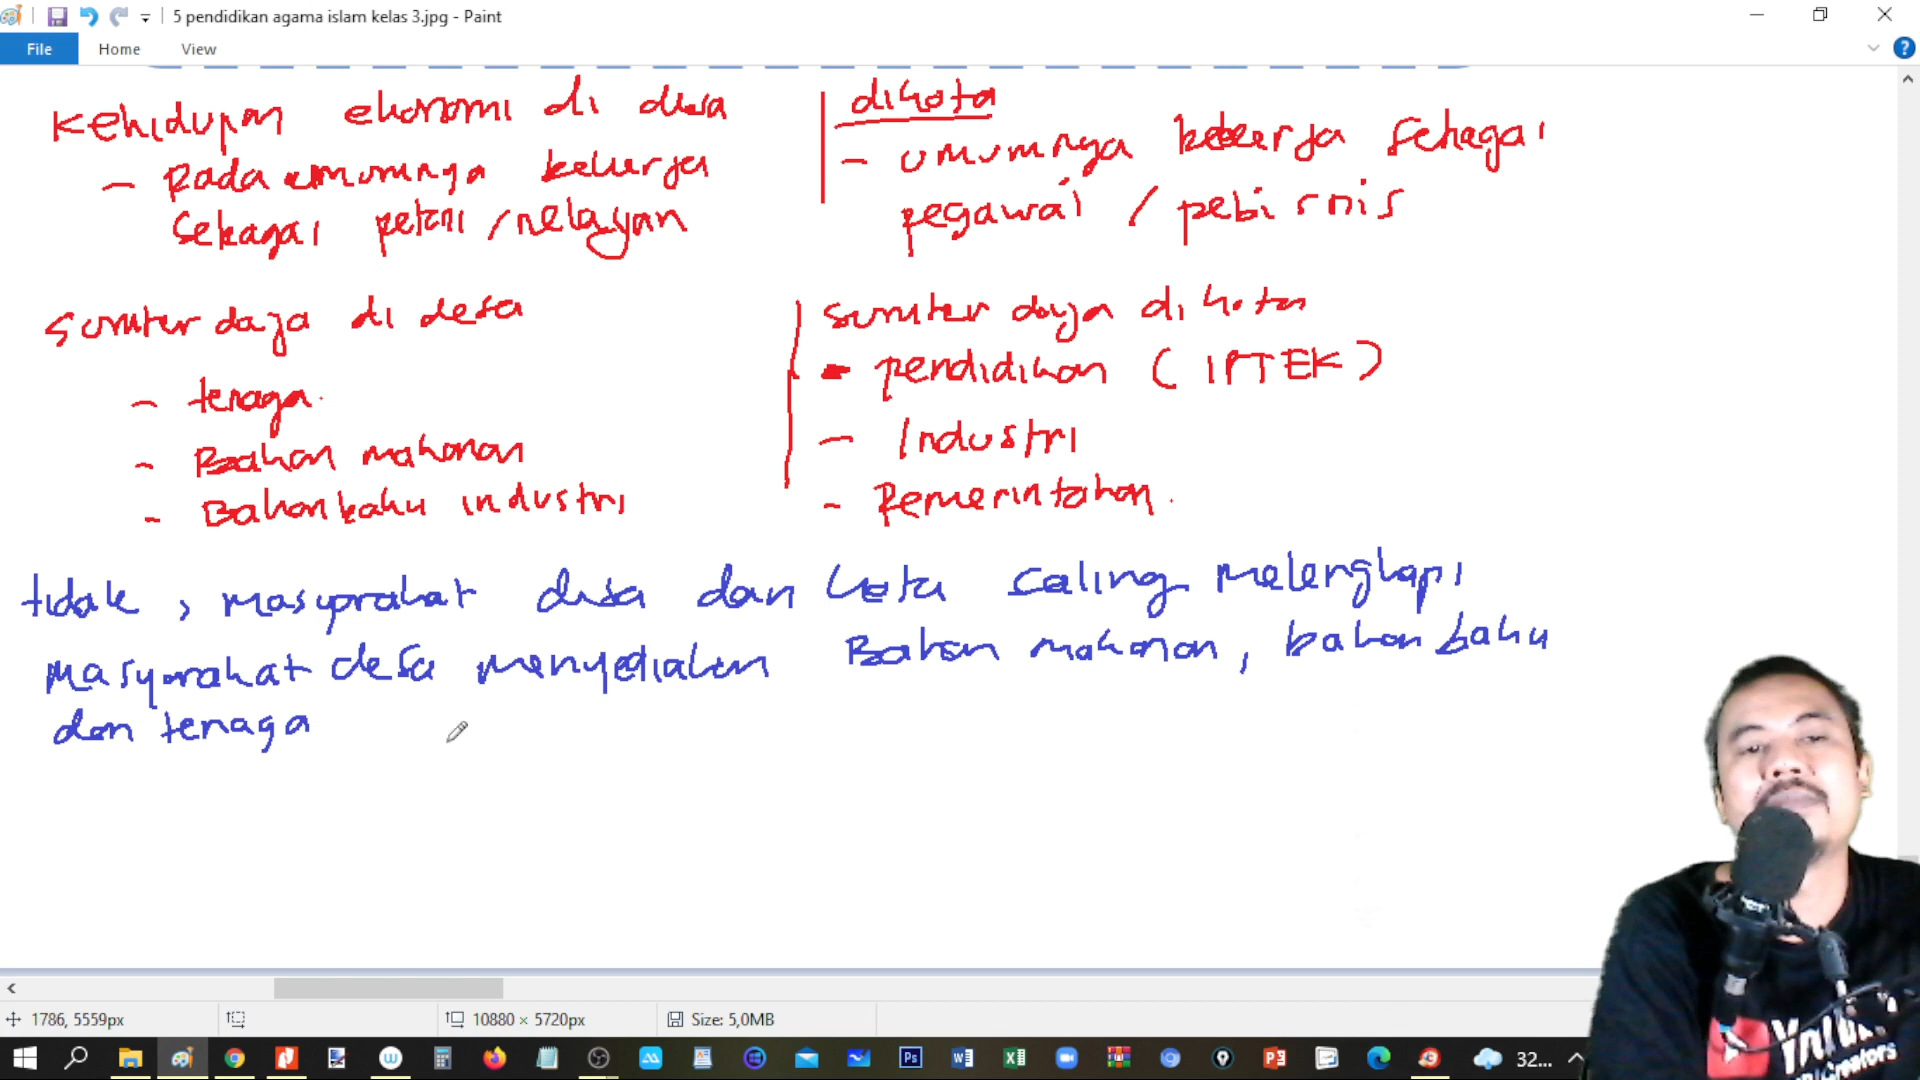 5 pendidikan agama islam kelas 3.jpg - Paint
File Home View
Kehidupan ekonomi di desa
- Pada umumnya bekerja
sebagai petani / nelayan
di kota
- umumnya bekerja sebagai
pegawai / pebisnis
Sumber daya di desa
- tenaga.
- Bahan makanan
- Bahan baku industri
Sumber daya di kota
- pendidikan (IPTEK)
- Industri
- Pemerintahan.
tidak, masyarakat desa dan kota saling melengkapi
Masyarakat desa menyediakan Bahan makanan, bahan baku
dan tenaga
1786, 5559px
10880 × 5720px
Size: 5,0MB
32...